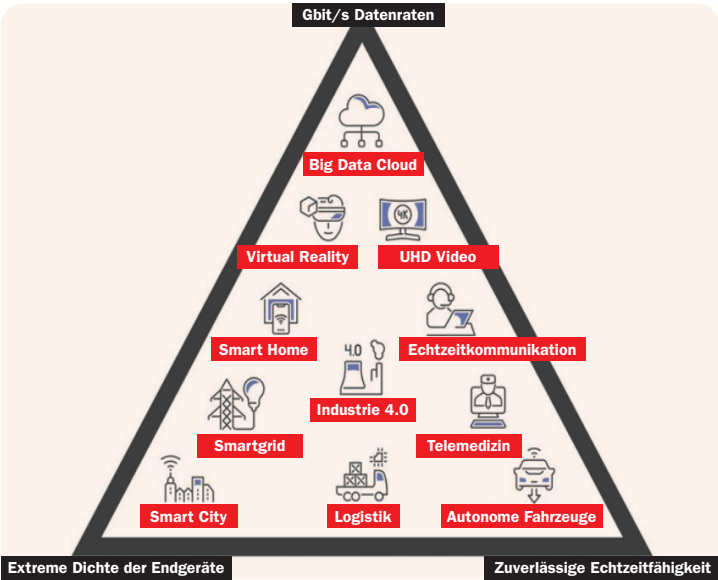 Gbit/s Datenraten
Big Data Cloud
4K
Virtual Reality
UHD Video
Smart Home
Echtzeitkommunikation
4.0
Industrie 4.0
Smartgrid
Telemedizin
Smart City
Logistik
Autonome Fahrzeuge
Extreme Dichte der Endgeräte
Zuverlässige Echtzeitfähigkeit